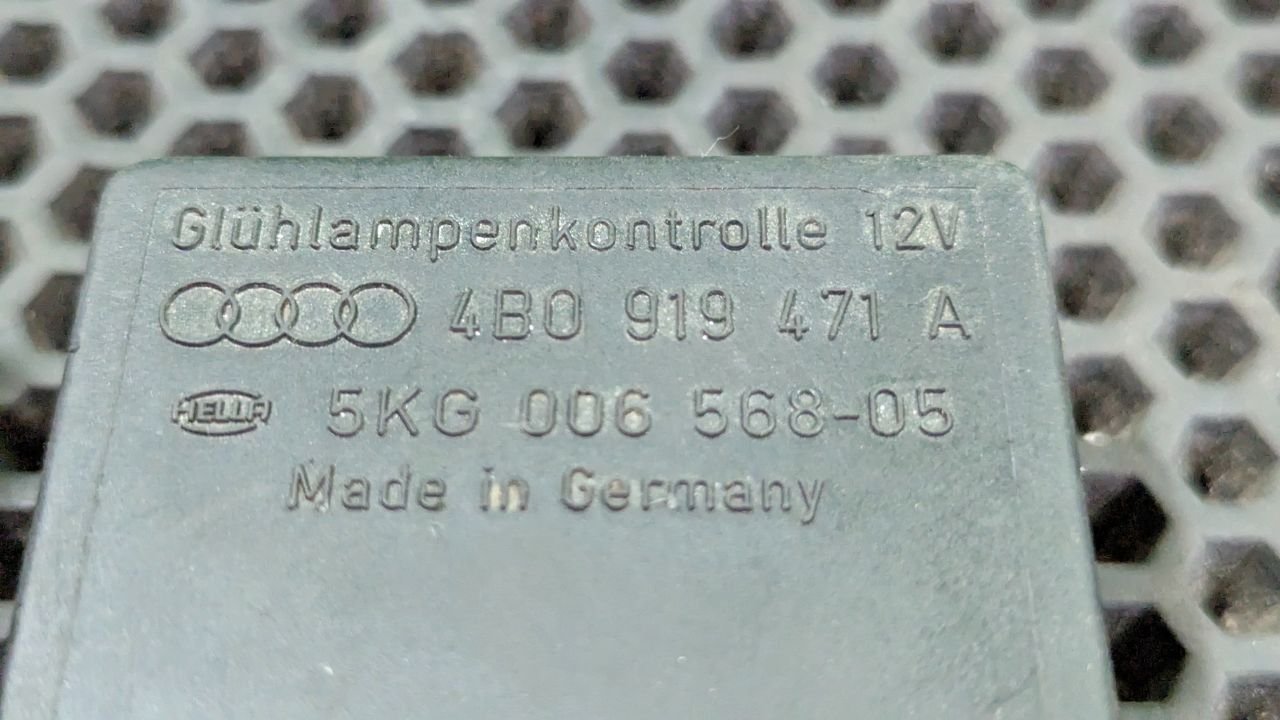 Glühlampenkontrolle 12V
4B0 919 471 A
HELLA 5KG 006 568-05
Made in Germany